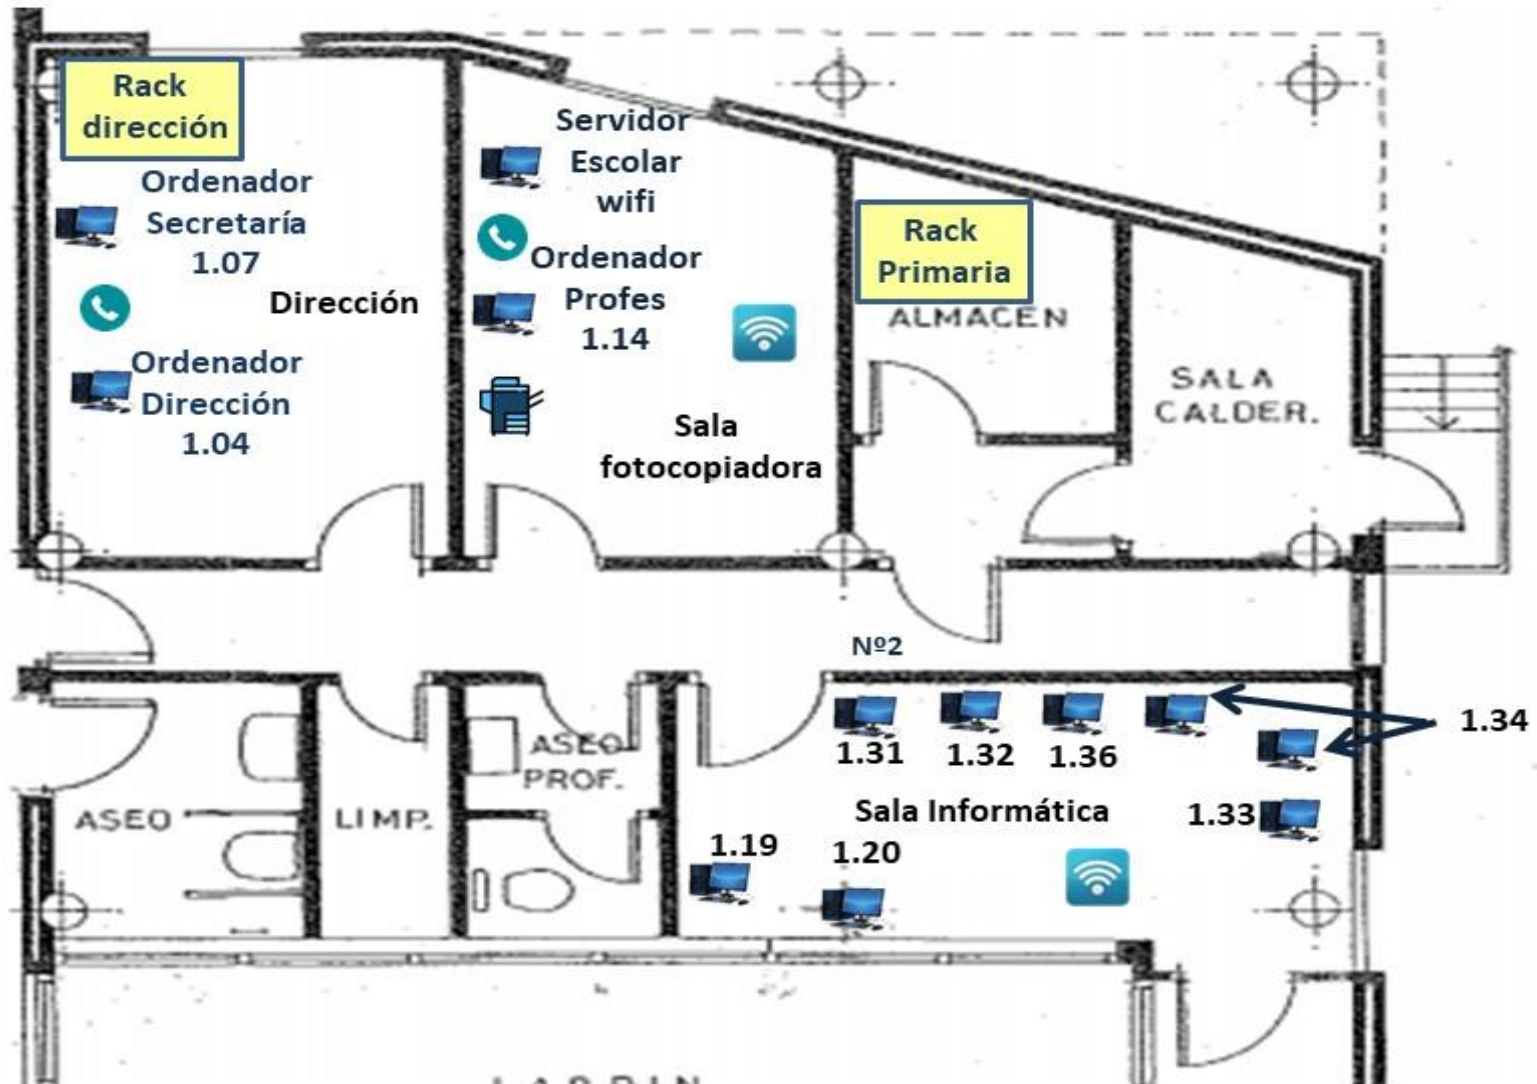 Rack
dirección
Ordenador
Secretaría
1.07
Dirección
Ordenador
Dirección
1.04
Servidor
Escolar
wifi
Ordenador
Profes
1.14
Sala
fotocopiadora
Rack
Primaria
ALMACEN
SALA
CALDER.
Nº2
1.31
1.32
1.36
1.34
Sala Informática
1.33
1.19
1.20
ASEO
LIMP.
ASEO
PROF.